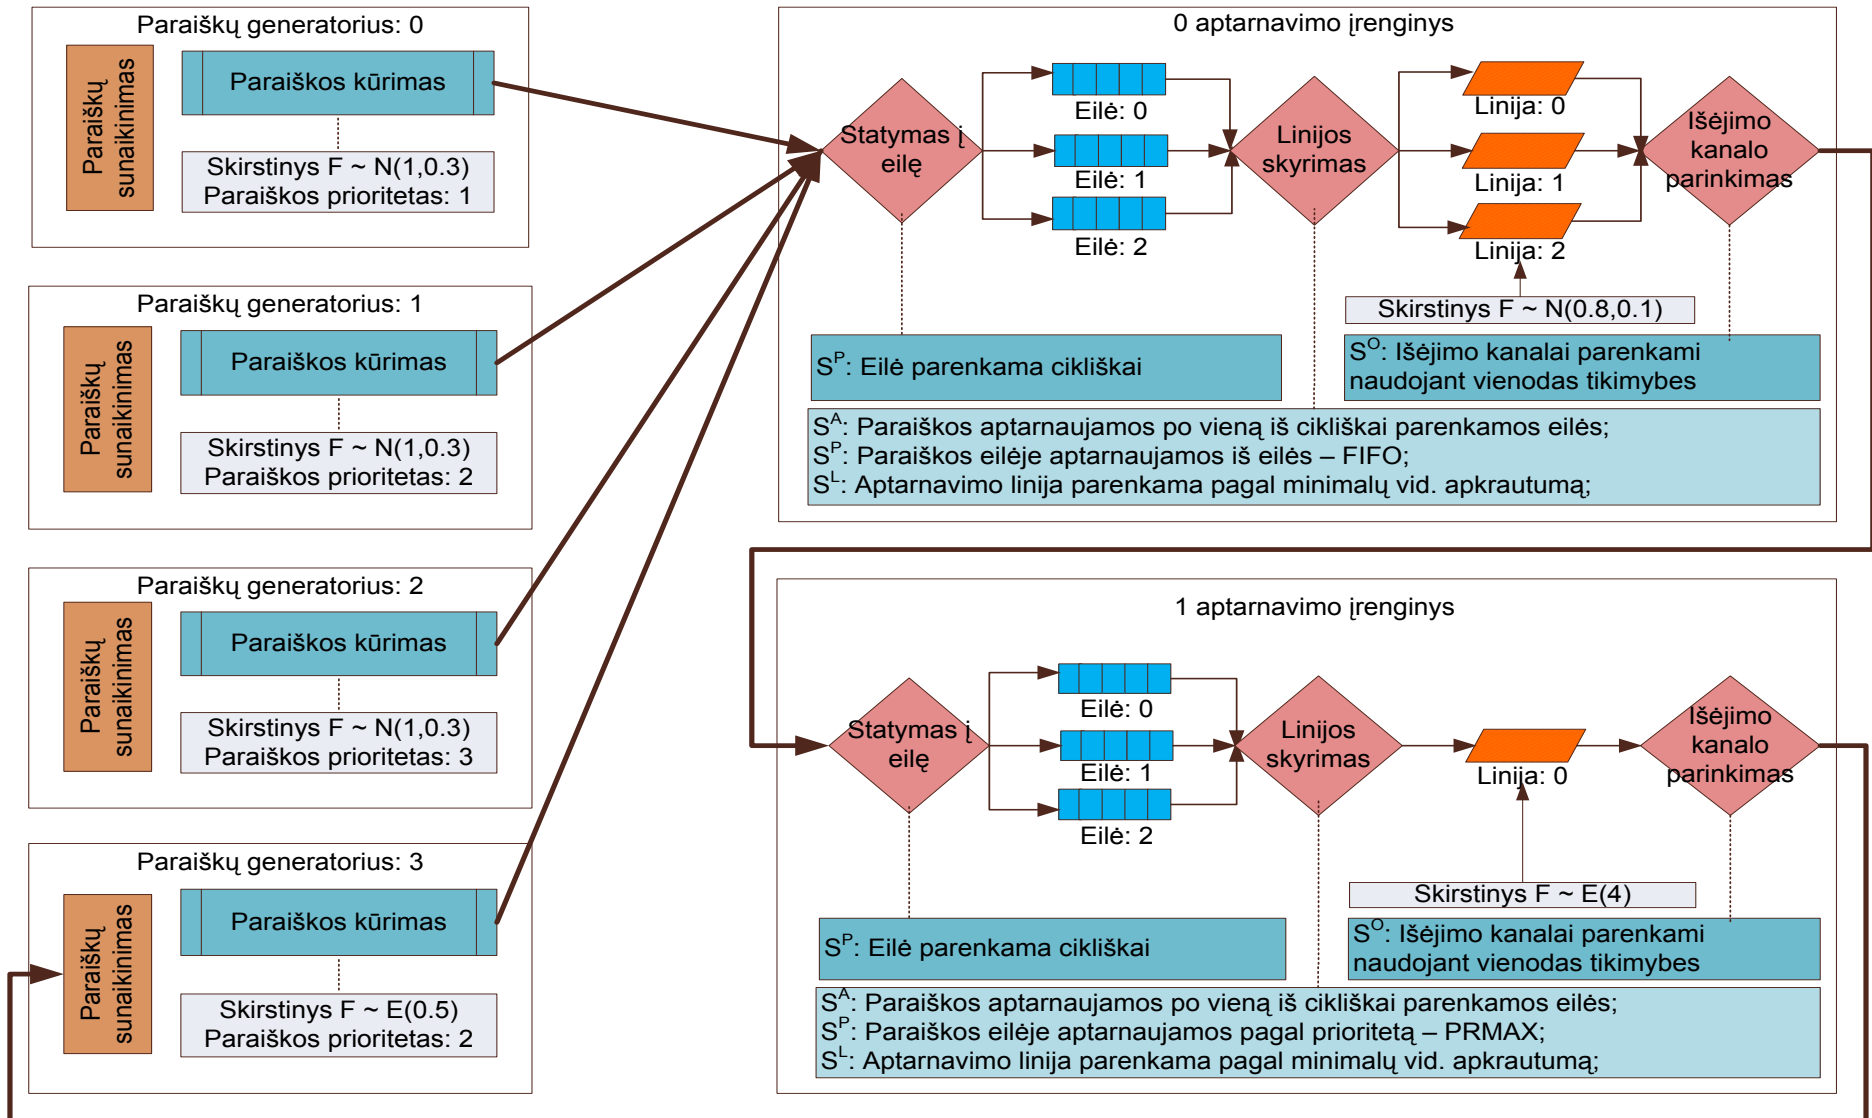 Paraiškų generatorius: 0
Paraiškų
sunaikinimas
Paraiškos kūrimas
Skirstinys F ~ N(1,0.3)
Paraiškos prioritetas: 1
Paraiškų generatorius: 1
Paraiškų
sunaikinimas
Paraiškos kūrimas
Skirstinys F ~ N(1,0.3)
Paraiškos prioritetas: 2
Paraiškų generatorius: 2
Paraiškų
sunaikinimas
Paraiškos kūrimas
Skirstinys F ~ N(1,0.3)
Paraiškos prioritetas: 3
Paraiškų generatorius: 3
Paraiškų
sunaikinimas
Paraiškos kūrimas
Skirstinys F ~ E(0.5)
Paraiškos prioritetas: 2
0 aptarnavimo įrenginys
Statymas į
eilę
Eilė: 0
Eilė: 1
Eilė: 2
Linijos
skyrimas
Linija: 0
Linija: 1
Linija: 2
Išėjimo
kanalo
parinkimas
Skirstinys F ~ N(0.8,0.1)
S^P: Eilė parenkama cikliškai
S^O: Išėjimo kanalai parenkami
naudojant vienodas tikimybes
S^A: Paraiškos aptarnaujamos po vieną iš cikliškai parenkamos eilės;
S^P: Paraiškos eilėje aptarnaujamos iš eilės – FIFO;
S^L: Aptarnavimo linija parenkama pagal minimalų vid. apkrautumą;
1 aptarnavimo įrenginys
Statymas į
eilę
Eilė: 0
Eilė: 1
Eilė: 2
Linijos
skyrimas
Linija: 0
Išėjimo
kanalo
parinkimas
Skirstinys F ~ E(4)
S^P: Eilė parenkama cikliškai
S^O: Išėjimo kanalai parenkami
naudojant vienodas tikimybes
S^A: Paraiškos aptarnaujamos po vieną iš cikliškai parenkamos eilės;
S^P: Paraiškos eilėje aptarnaujamos pagal prioritetą – PRMAX;
S^L: Aptarnavimo linija parenkama pagal minimalų vid. apkrautumą;